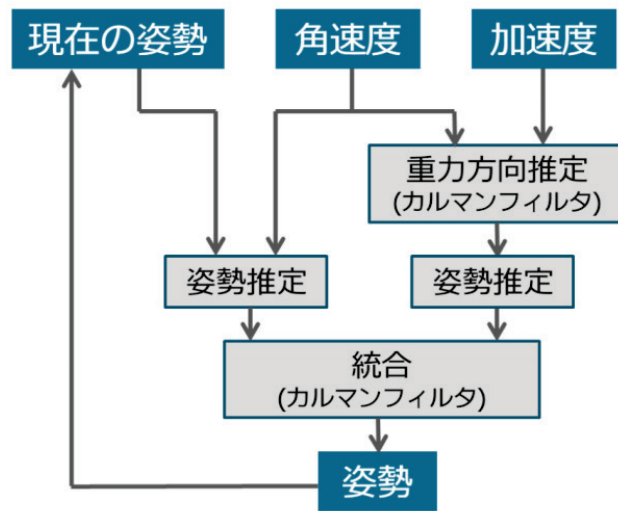 現在の姿勢
角速度
加速度
重力方向推定
(カルマンフィルタ)
姿勢推定
姿勢推定
統合
(カルマンフィルタ)
姿勢